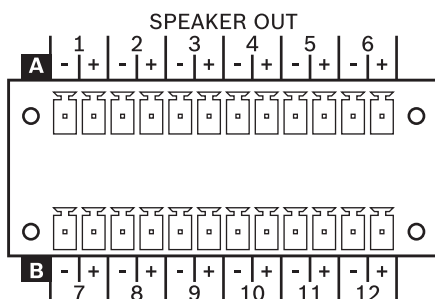 SPEAKER OUT
1 2 3 4 5 6
A - + - + - + - + - + - +
B - + - + - + - + - + - +
7 8 9 10 11 12